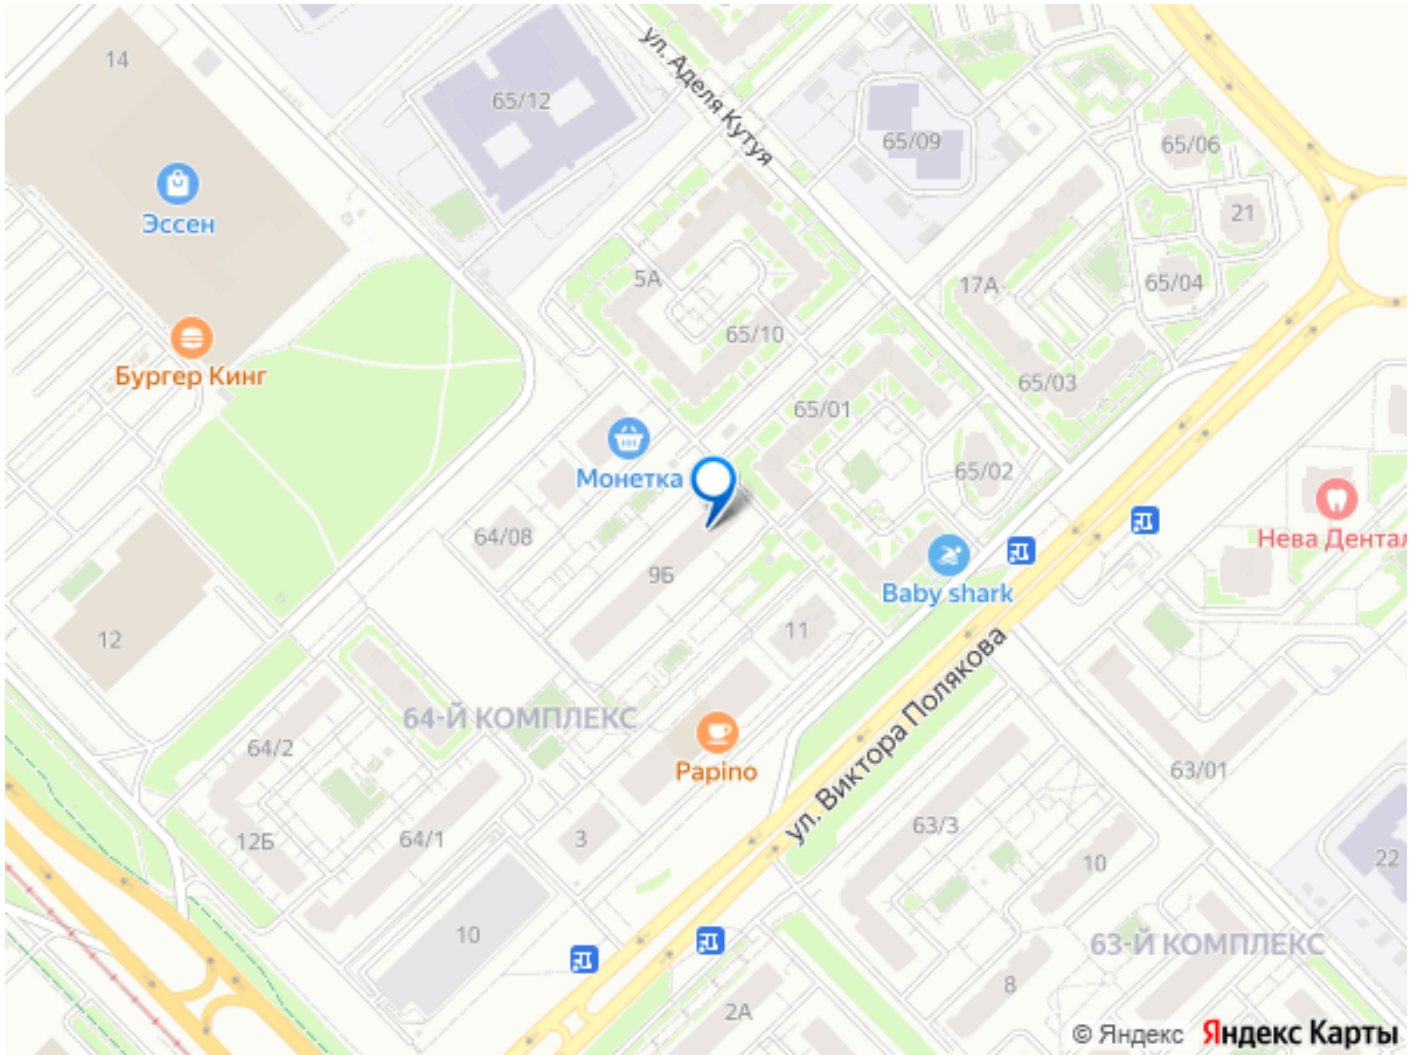 14
ул. Аделя Кутуя
65/12
65/09
65/06
Эссен
21
5А
17А
65/04
65/10
Бургер Кинг
65/03
65/01
Монетка
65/02
64/08
Нева Дентал
9Б
Baby shark
11
12
ул. Виктора Полякова
64-Й КОМПЛЕКС
64/2
Papino
63/01
12Б
64/1
3
63/3
10
22
10
63-Й КОМПЛЕКС
8
2А
© Яндекс Яндекс Карты